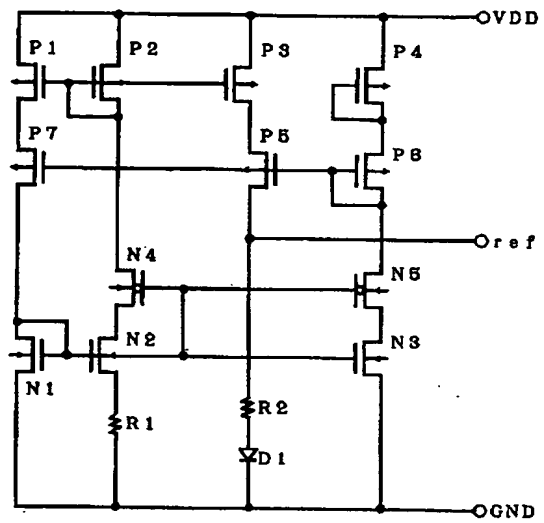 VDD
P1 P2 P3 P4
P7 P5 P6
ref
N4 N5
N2 N3
N1
R1 R2
D1
GND